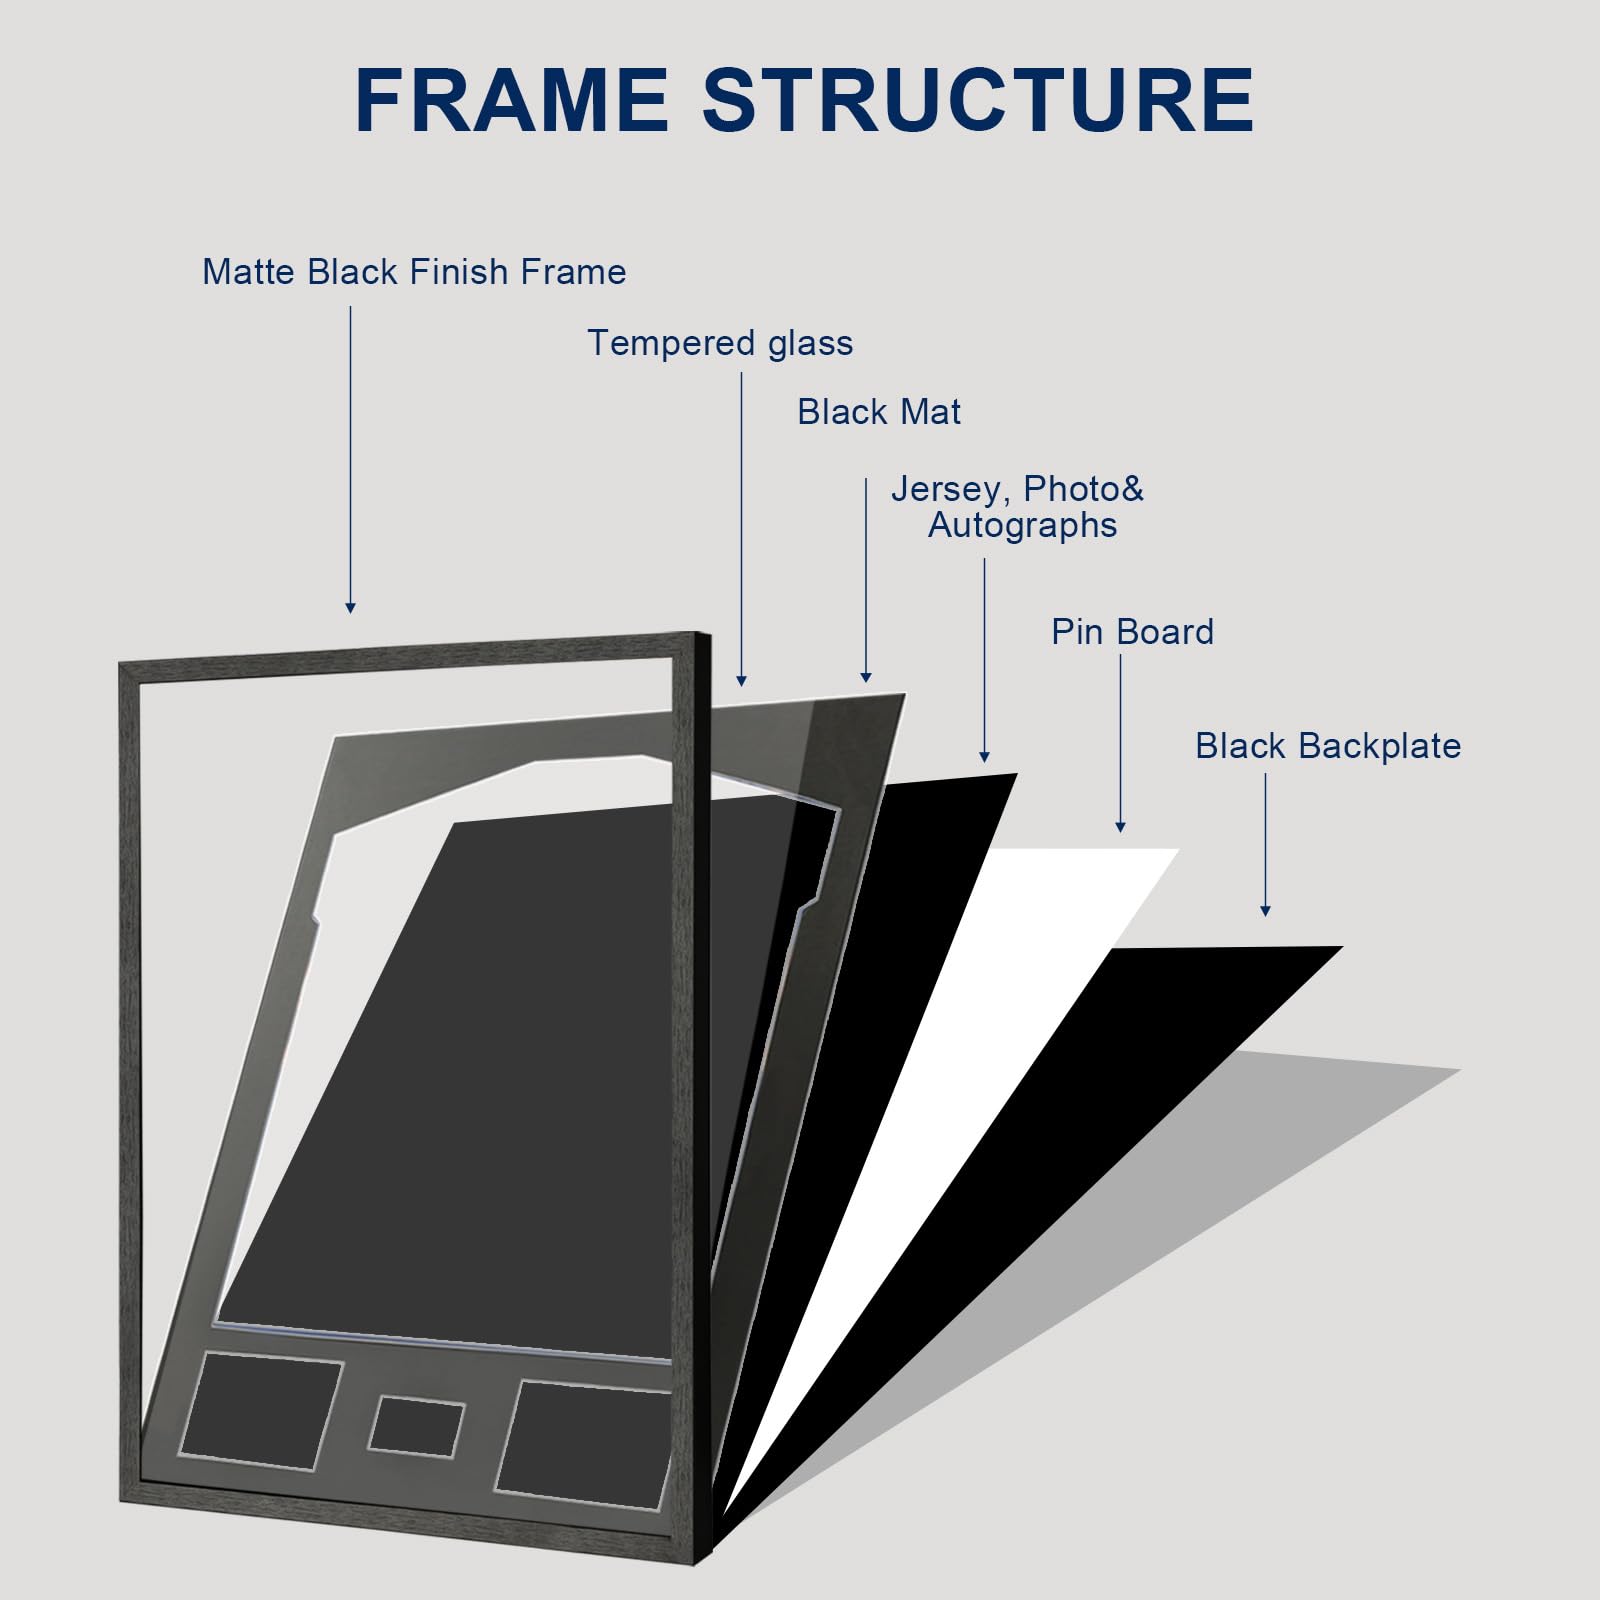 FRAME STRUCTURE
Matte Black Finish Frame
Tempered glass
Black Mat
Jersey, Photo&
Autographs
Pin Board
Black Backplate